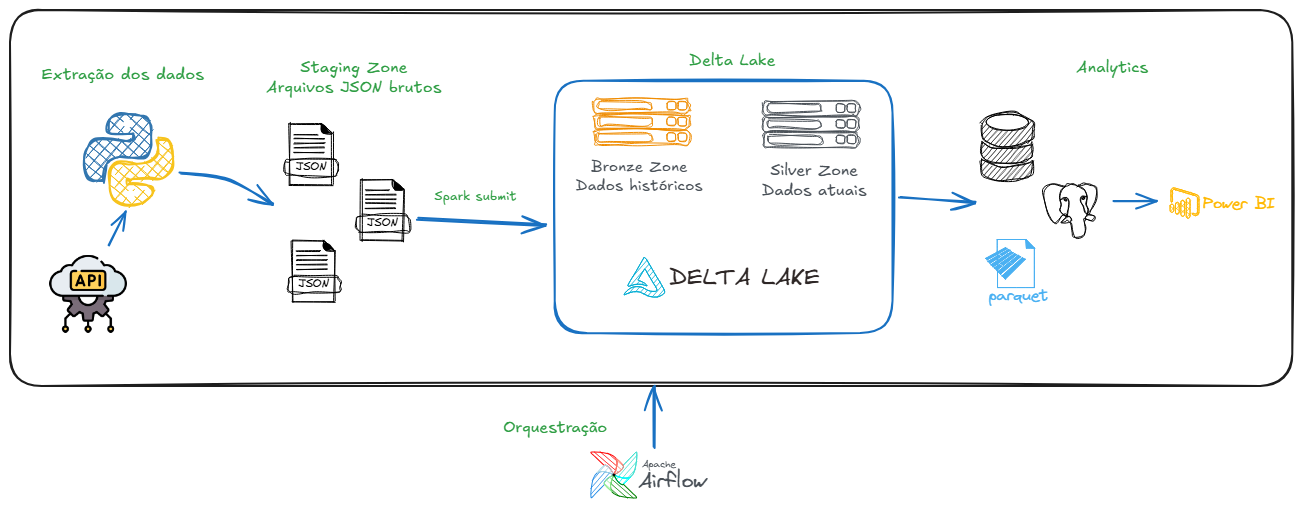 Extração dos dados
API
Staging Zone
Arquivos JSON brutos
JSON
JSON
JSON
Spark submit
Delta Lake
Bronze Zone
Dados históricos
Silver Zone
Dados atuais
DELTA LAKE
Analytics
parquet
Power BI
Orquestração
Apache
Airflow